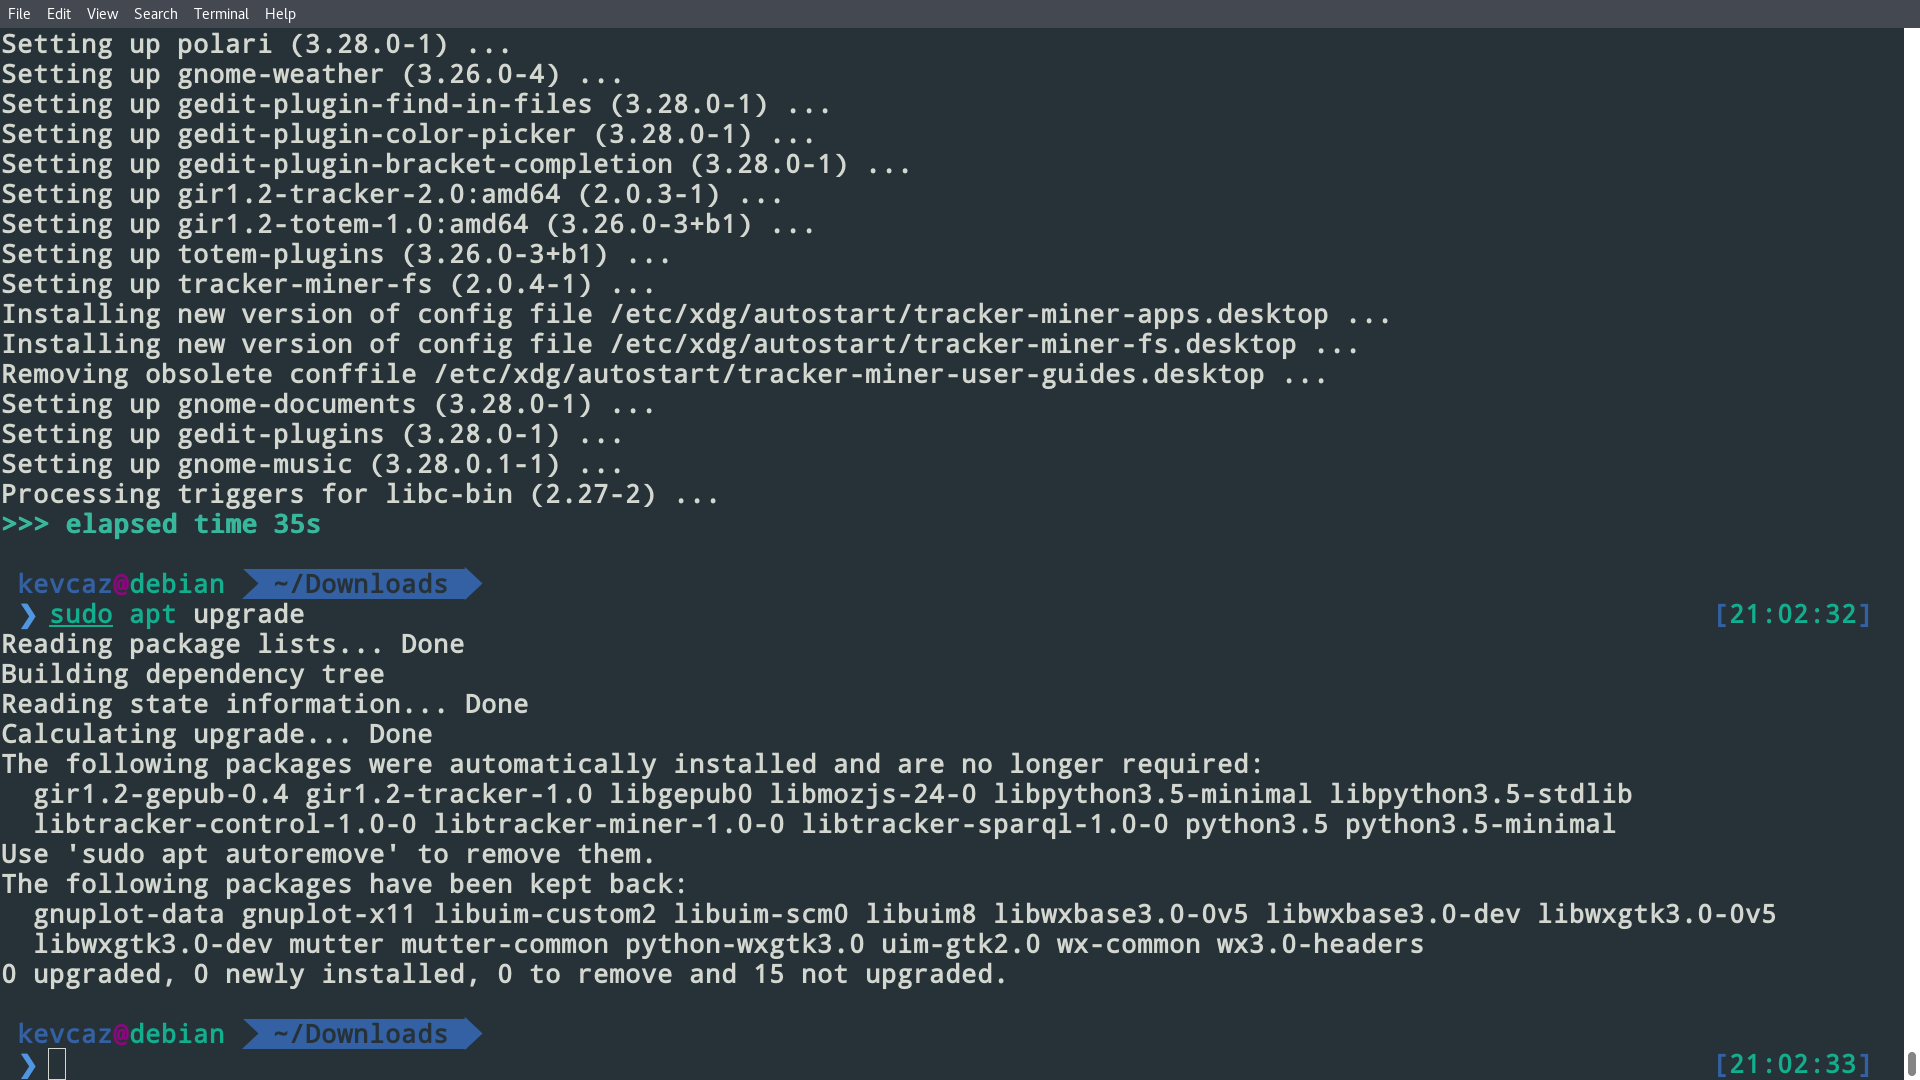 File Edit View Search Terminal Help
Setting up polari (3.28.0-1) ...
Setting up gnome-weather (3.26.0-4) ...
Setting up gedit-plugin-find-in-files (3.28.0-1) ...
Setting up gedit-plugin-color-picker (3.28.0-1) ...
Setting up gedit-plugin-bracket-completion (3.28.0-1) ...
Setting up gir1.2-tracker-2.0:amd64 (2.0.3-1) ...
Setting up gir1.2-totem-1.0:amd64 (3.26.0-3+b1) ...
Setting up totem-plugins (3.26.0-3+b1) ...
Setting up tracker-miner-fs (2.0.4-1) ...
Installing new version of config file /etc/xdg/autostart/tracker-miner-apps.desktop ...
Installing new version of config file /etc/xdg/autostart/tracker-miner-fs.desktop ...
Removing obsolete conffile /etc/xdg/autostart/tracker-miner-user-guides.desktop ...
Setting up gnome-documents (3.28.0-1) ...
Setting up gedit-plugins (3.28.0-1) ...
Setting up gnome-music (3.28.0.1-1) ...
Processing triggers for libc-bin (2.27-2) ...
>>> elapsed time 35s
kevcaz@debian ~/Downloads
❯ sudo apt upgrade [21:02:32]
Reading package lists... Done
Building dependency tree
Reading state information... Done
Calculating upgrade... Done
The following packages were automatically installed and are no longer required:
gir1.2-gepub-0.4 gir1.2-tracker-1.0 libgepub0 libmozjs-24-0 libpython3.5-minimal libpython3.5-stdlib
libtracker-control-1.0-0 libtracker-miner-1.0-0 libtracker-sparql-1.0-0 python3.5 python3.5-minimal
Use 'sudo apt autoremove' to remove them.
The following packages have been kept back:
gnuplot-data gnuplot-x11 libuim-custom2 libuim-scm0 libuim8 libwxbase3.0-0v5 libwxbase3.0-dev libwxgtk3.0-0v5
libwxgtk3.0-dev mutter mutter-common python-wxgtk3.0 uim-gtk2.0 wx-common wx3.0-headers
0 upgraded, 0 newly installed, 0 to remove and 15 not upgraded.
kevcaz@debian ~/Downloads
❯ [21:02:33]